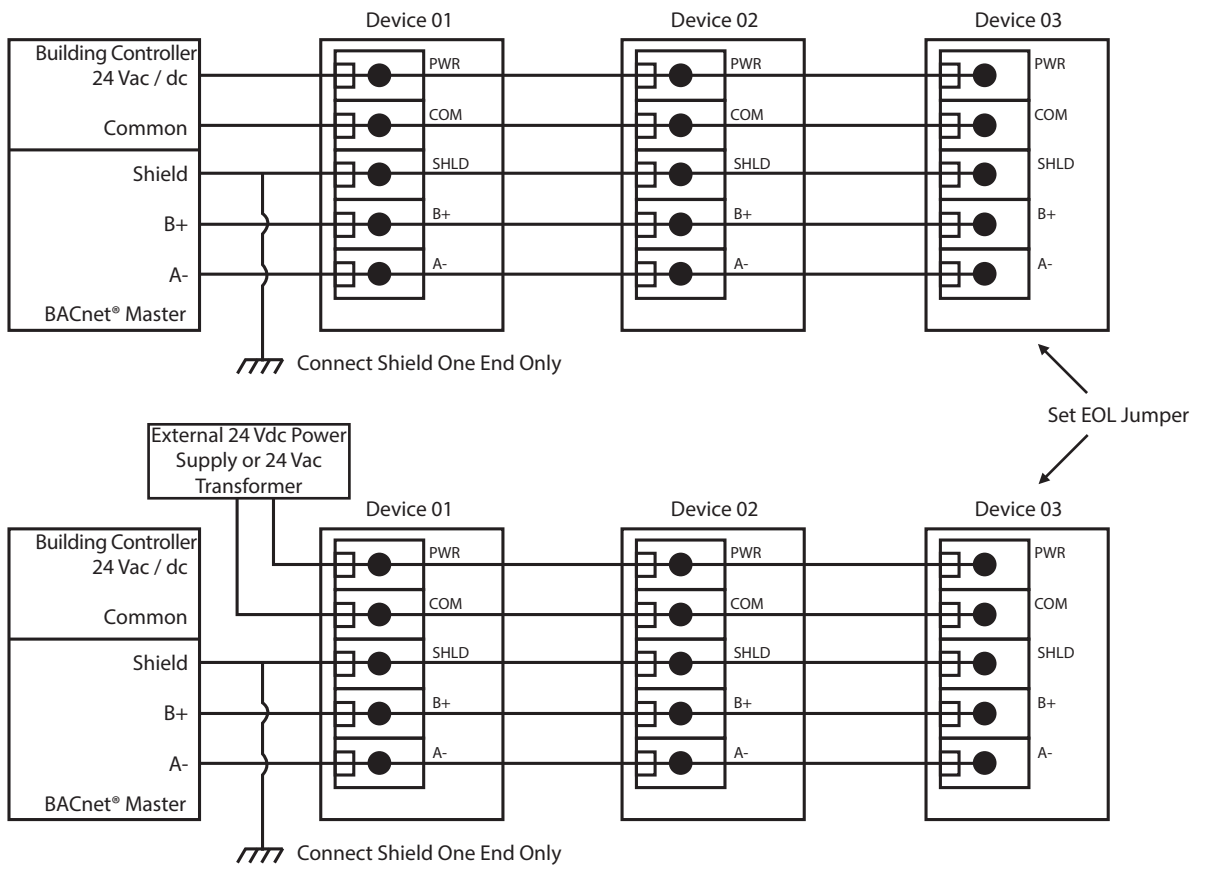 Device 01
Device 02
Device 03
Building Controller
24 Vac / dc
Common
Shield
B+
A-
BACnet® Master
PWR
COM
SHLD
B+
A-
PWR
COM
SHLD
B+
A-
PWR
COM
SHLD
B+
A-
Connect Shield One End Only
Set EOL Jumper
External 24 Vdc Power
Supply or 24 Vac
Transformer
Device 01
Device 02
Device 03
Building Controller
24 Vac / dc
Common
Shield
B+
A-
BACnet® Master
PWR
COM
SHLD
B+
A-
PWR
COM
SHLD
B+
A-
PWR
COM
SHLD
B+
A-
Connect Shield One End Only